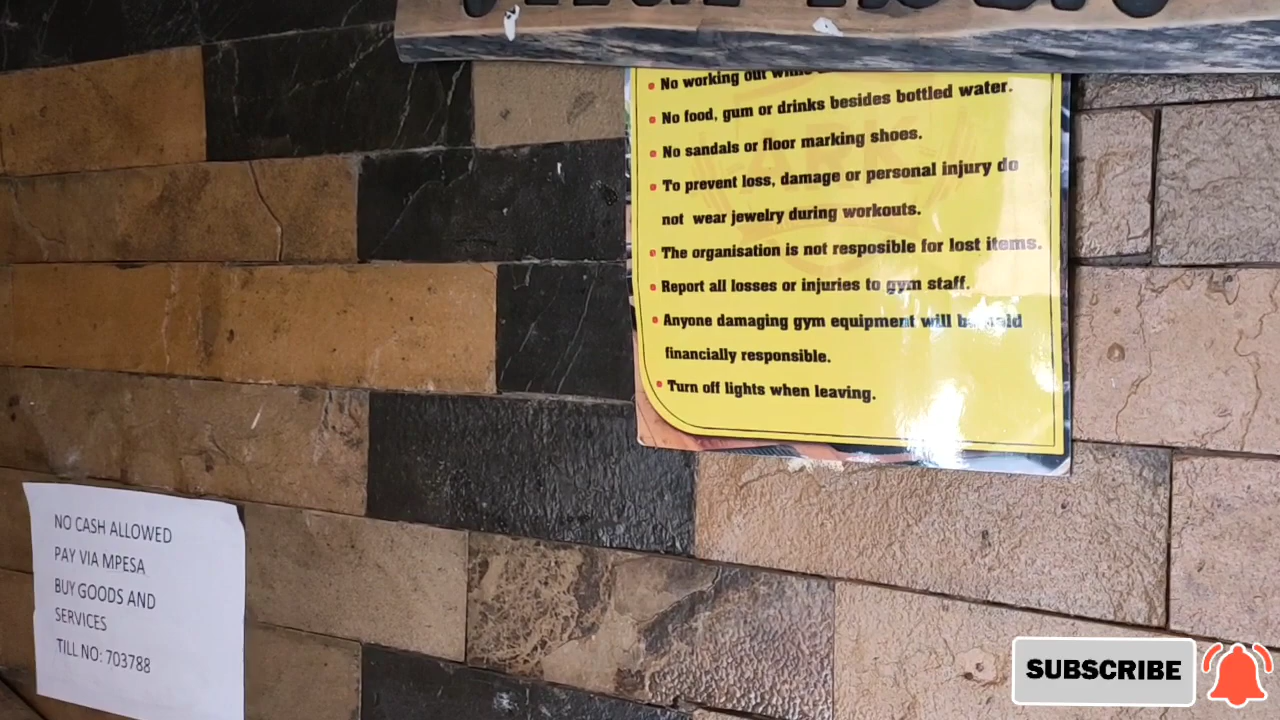 No working out
No food, gum or drinks besides bottled water.
No sandals or floor marking shoes.
To prevent loss, damage or personal injury do
not wear jewelry during workouts.
The organisation is not resposible for lost items.
Report all losses or injuries to gym staff.
Anyone damaging gym equipment will
financially responsible.
Turn off lights when leaving.
NO CASH ALLOWED
PAY VIA MPESA
BUY GOODS AND
SERVICES
TILL NO: 703788
SUBSCRIBE